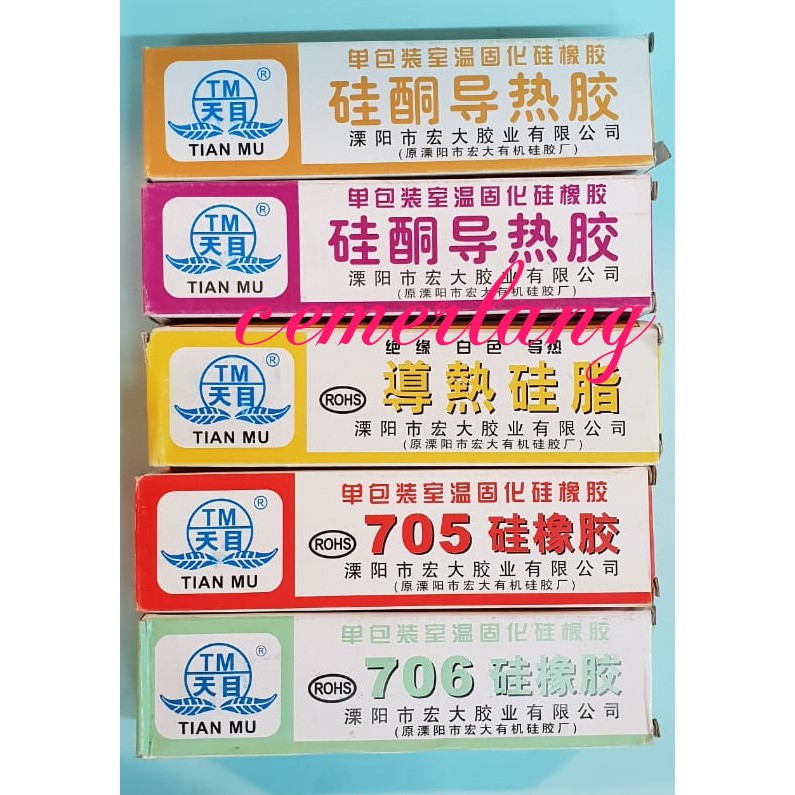 单包装室温固化硅橡胶
硅酮导热胶
溧阳市宏大胶业有限公司
(原溧阳市宏大有机硅胶厂)
TM
®
天目
TIAN MU
单包装室温固化硅橡胶
硅酮导热胶
溧阳市宏大胶业有限公司
(原溧阳市宏大有机硅胶厂)
TM
®
天目
TIAN MU
cemerlang
绝缘 白色 导热
ROHS 導熱硅脂
溧阳市宏大胶业有限公司
(原溧阳市宏大有机硅胶厂)
TM
®
天目
TIAN MU
单包装室温固化硅橡胶
ROHS 705 硅橡胶
溧阳市宏大胶业有限公司
(原溧阳市宏大有机硅胶厂)
TM
®
天目
TIAN MU
单包装室温固化硅橡胶
ROHS 706 硅橡胶
溧阳市宏大胶业有限公司
(原溧阳市宏大有机硅胶厂)
TM
®
天目
TIAN MU